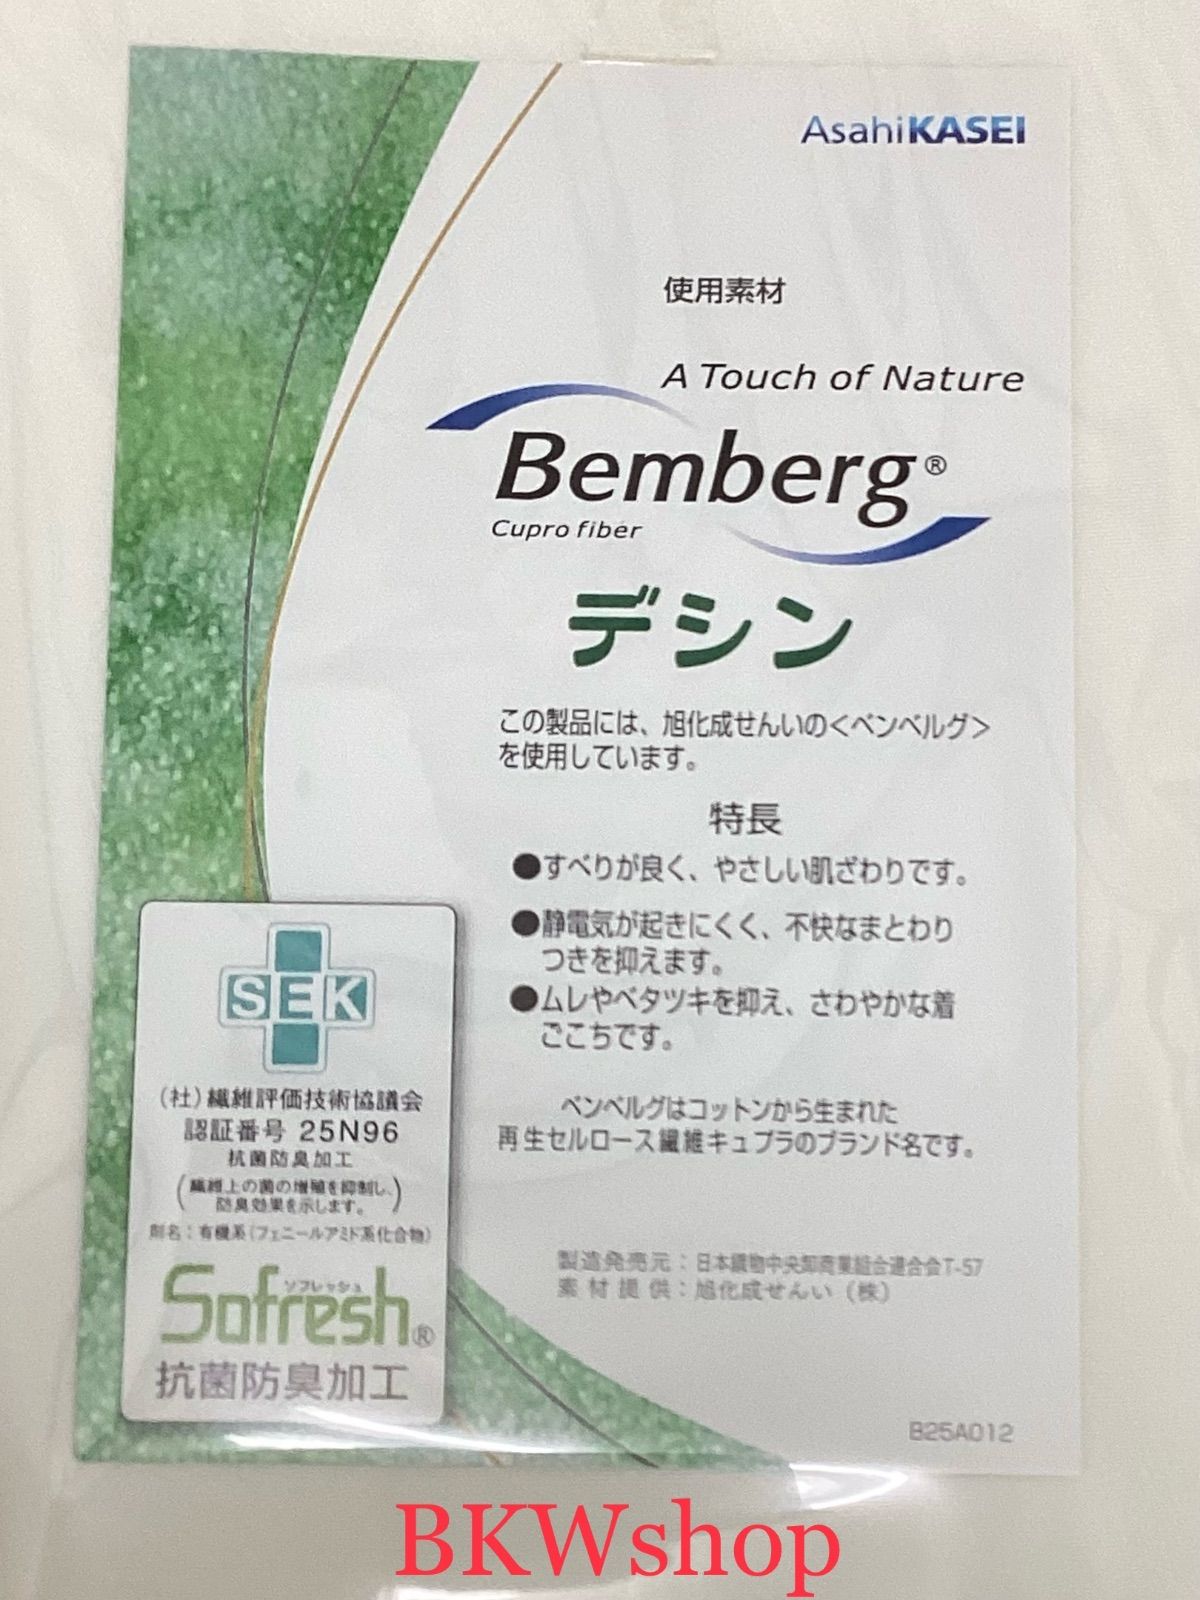 AsahiKASEI
使用素材
A Touch of Nature
Bemberg®
Cupro fiber
デシン
この製品には、旭化成せんいの＜ベンベルグ＞
を使用しています。
特長
●すべりが良く、やさしい肌ざわりです。
●静電気が起きにくく、不快なまとわり
つきを抑えます。
●ムレやベタツキを抑え、さわやかな着
ごこちです。
ベンベルグはコットンから生まれた
再生セルロース繊維キュプラのブランド名です。
製造発売元：日本織物中央卸商業組合連合会T-57
素材提供：旭化成せんい（株）
B25A012
SEK
（社）繊維評価技術協議会
認証番号 25N96
抗菌防臭加工
（繊維上の菌の増殖を抑制し、
防臭効果を示します。）
剤名：有機系（フェニールアミド系化合物）
ソフレッシュ
Sofresh®
抗菌防臭加工
BKWshop